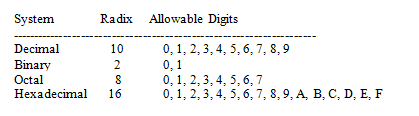 System Radix Allowable Digits
----------------------------------------------------------------
Decimal 10 0, 1, 2, 3, 4, 5, 6, 7, 8, 9
Binary 2 0, 1
Octal 8 0, 1, 2, 3, 4, 5, 6, 7
Hexadecimal 16 0, 1, 2, 3, 4, 5, 6, 7, 8, 9, A, B, C, D, E, F